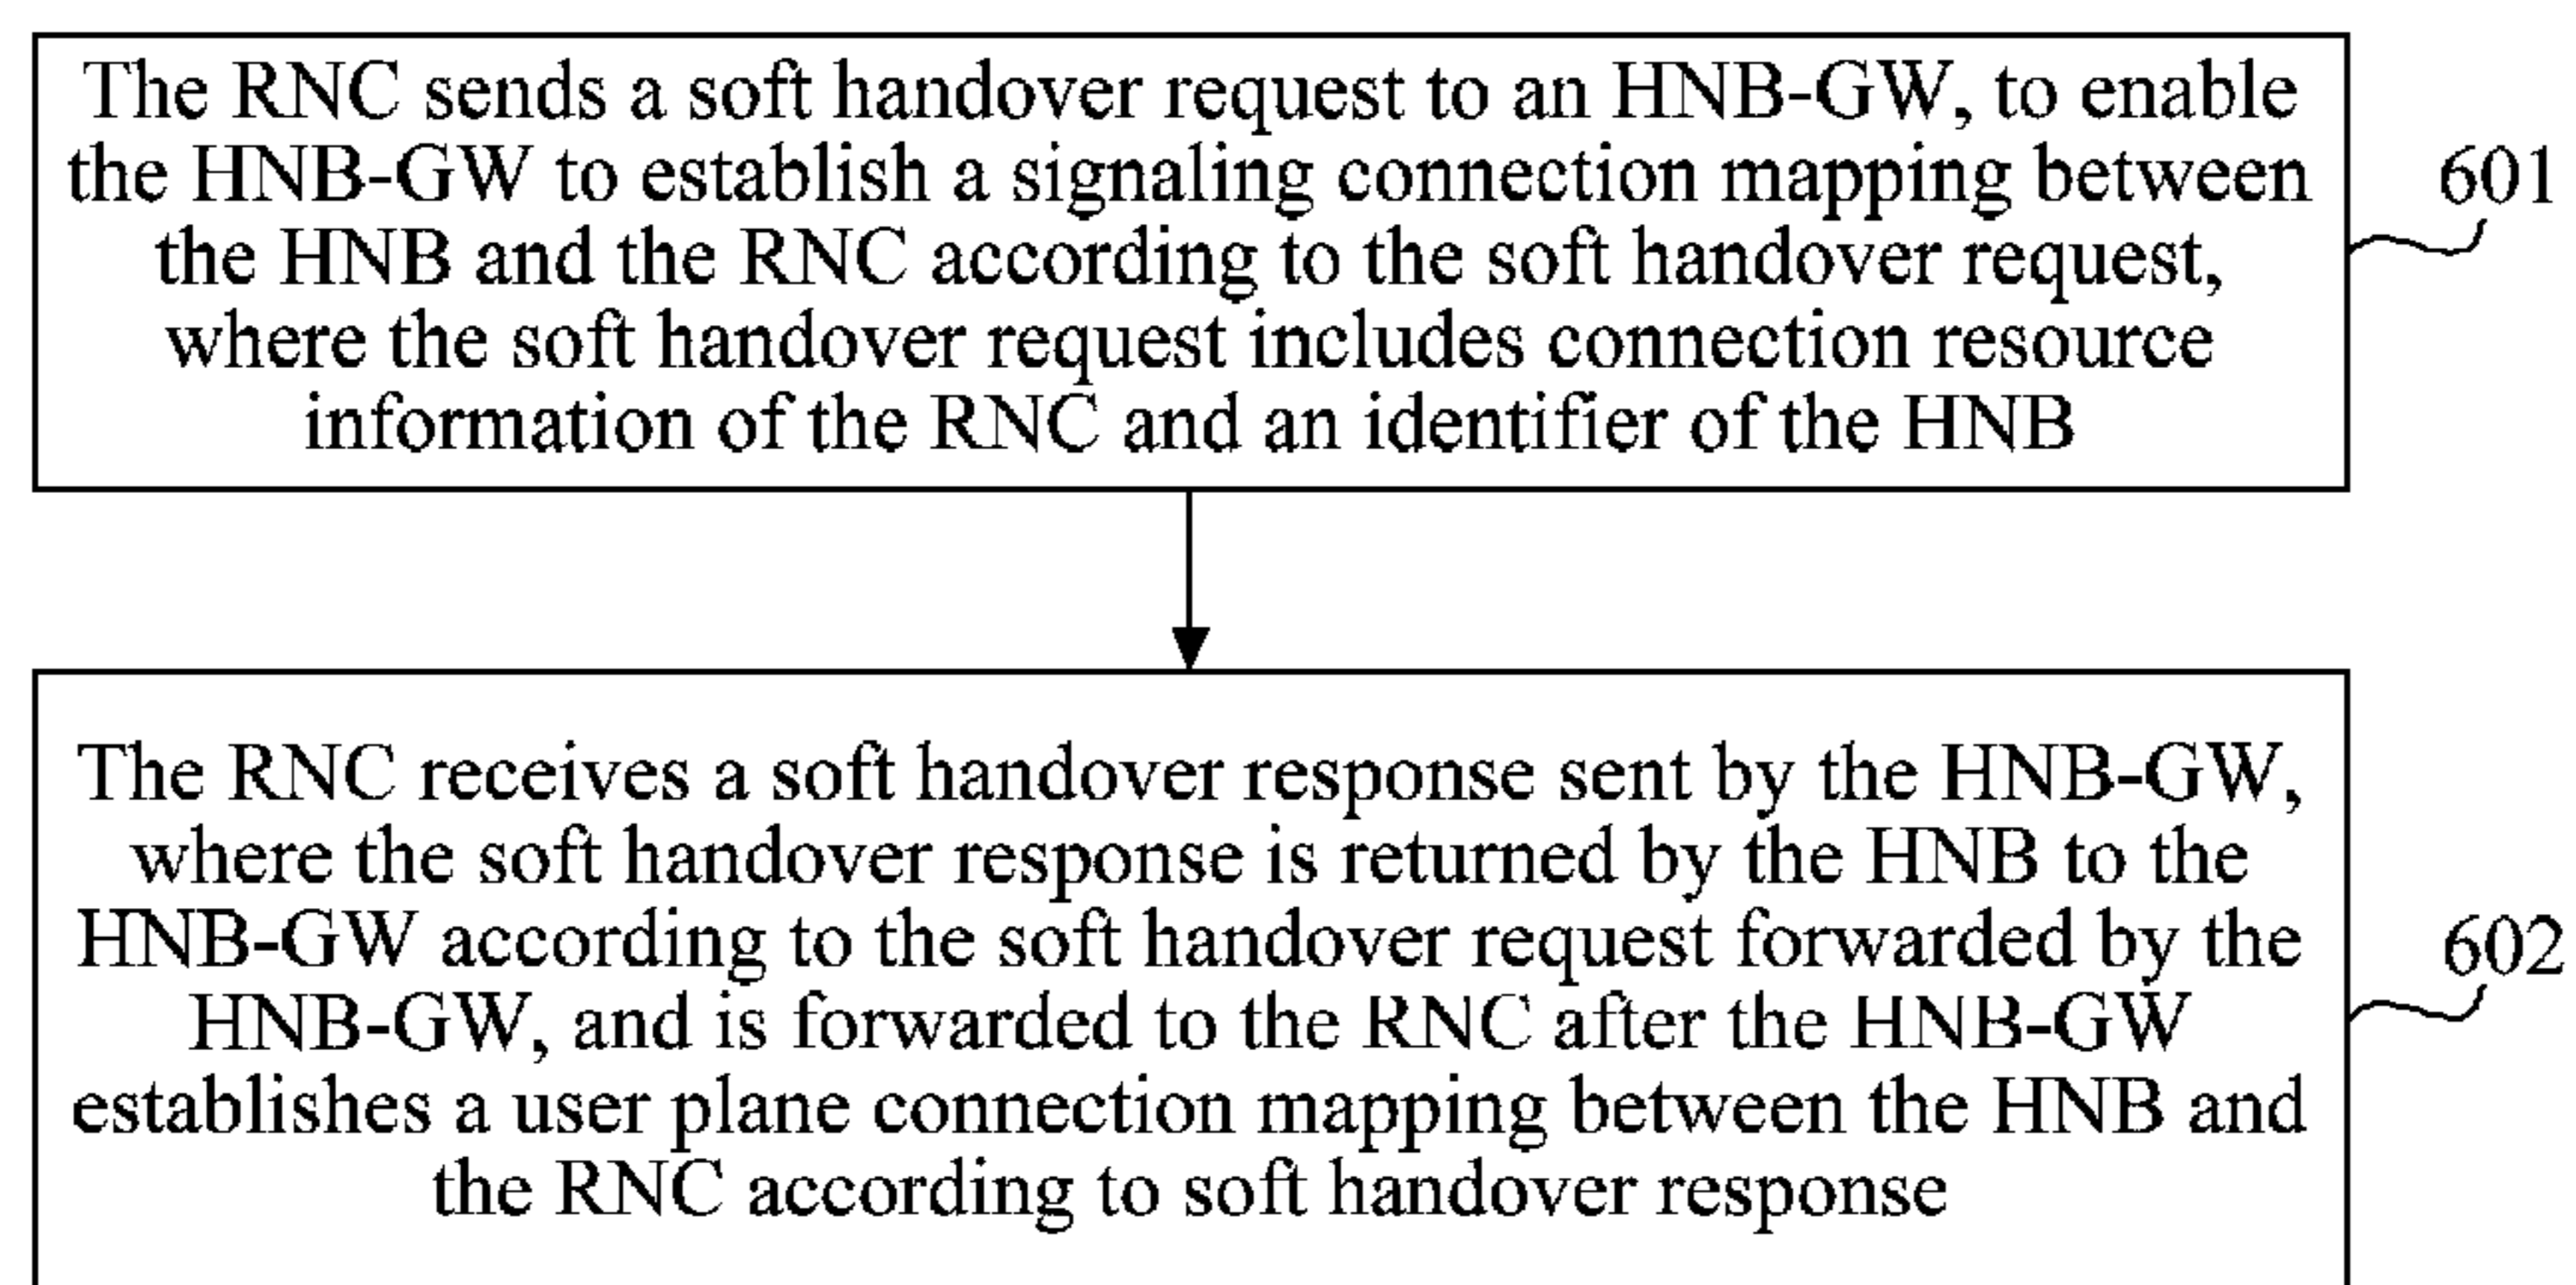 The RNC sends a soft handover request to an HNB-GW, to enable
the HNB-GW to establish a signaling connection mapping between
the HNB and the RNC according to the soft handover request,
where the soft handover request includes connection resource
information of the RNC and an identifier of the HNB
601
The RNC receives a soft handover response sent by the HNB-GW,
where the soft handover response is returned by the HNB to the
HNB-GW according to the soft handover request forwarded by the
HNB-GW, and is forwarded to the RNC after the HNB-GW
establishes a user plane connection mapping between the HNB and
the RNC according to soft handover response
602